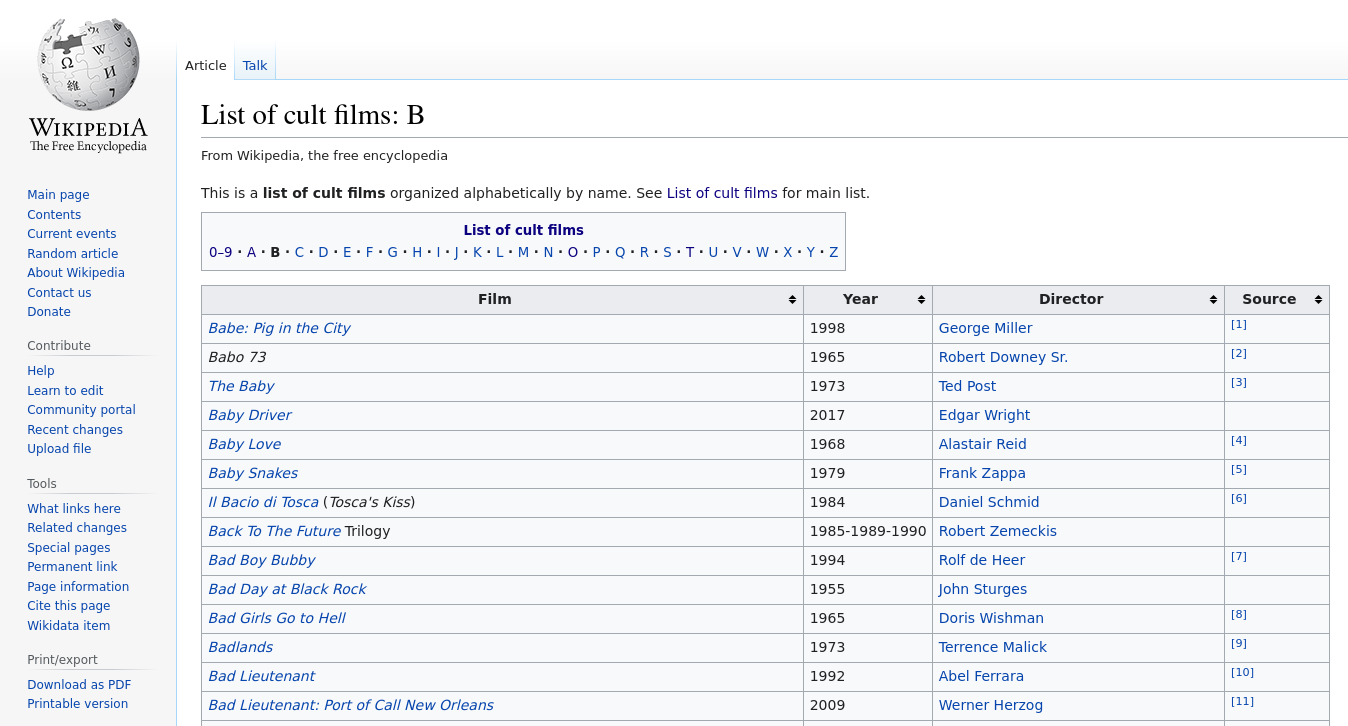 WIKIPEDIA
The Free Encyclopedia
Main page
Contents
Current events
Random article
About Wikipedia
Contact us
Donate
Contribute
Help
Learn to edit
Community portal
Recent changes
Upload file
Tools
What links here
Related changes
Special pages
Permanent link
Page information
Cite this page
Wikidata item
Print/export
Download as PDF
Printable version
Article Talk
List of cult films: B
From Wikipedia, the free encyclopedia
This is a list of cult films organized alphabetically by name. See List of cult films for main list.
List of cult films
0–9 · A · B · C · D · E · F · G · H · I · J · K · L · M · N · O · P · Q · R · S · T · U · V · W · X · Y · Z
Film Year Director Source
Babe: Pig in the City 1998 George Miller [1]
Babo 73 1965 Robert Downey Sr. [2]
The Baby 1973 Ted Post [3]
Baby Driver 2017 Edgar Wright
Baby Love 1968 Alastair Reid [4]
Baby Snakes 1979 Frank Zappa [5]
Il Bacio di Tosca (Tosca's Kiss) 1984 Daniel Schmid [6]
Back To The Future Trilogy 1985-1989-1990 Robert Zemeckis
Bad Boy Bubby 1994 Rolf de Heer [7]
Bad Day at Black Rock 1955 John Sturges
Bad Girls Go to Hell 1965 Doris Wishman [8]
Badlands 1973 Terrence Malick [9]
Bad Lieutenant 1992 Abel Ferrara [10]
Bad Lieutenant: Port of Call New Orleans 2009 Werner Herzog [11]